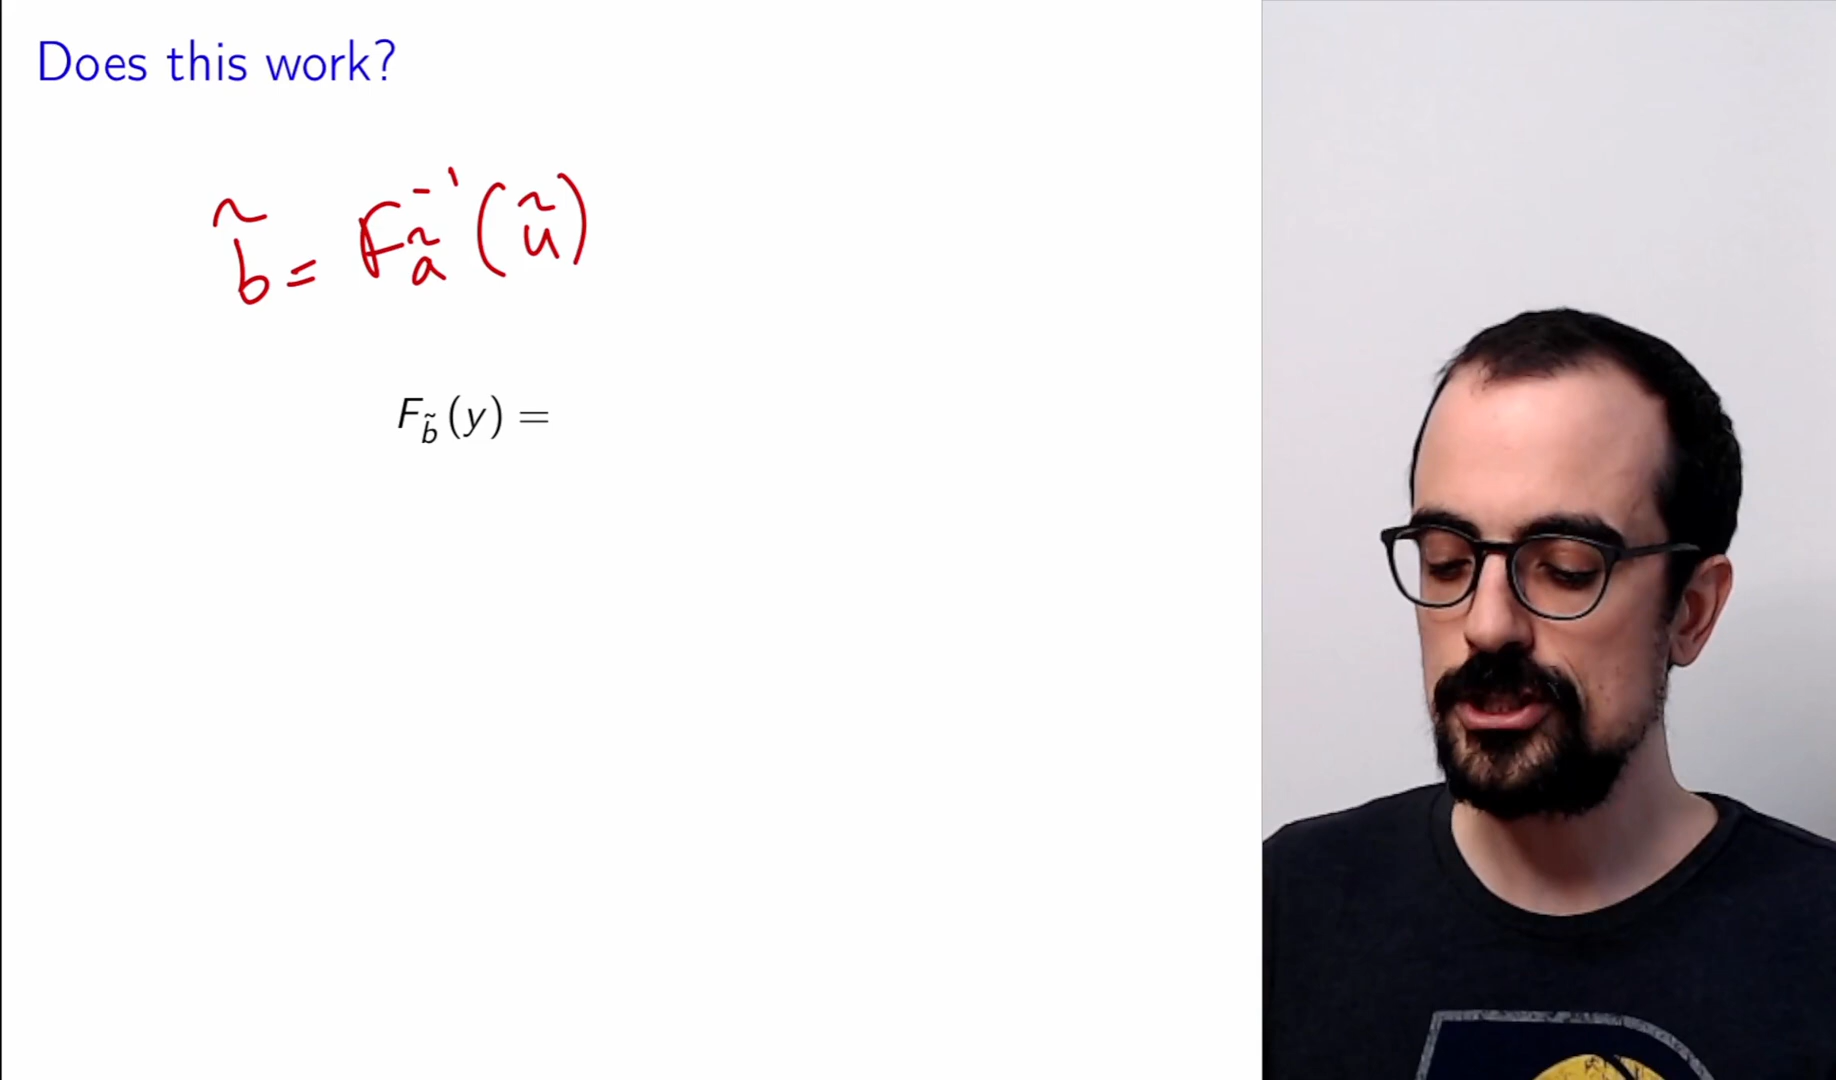 Does this work?
b̃ = F_ã^{-1}(ũ)
F_b̃(y) =